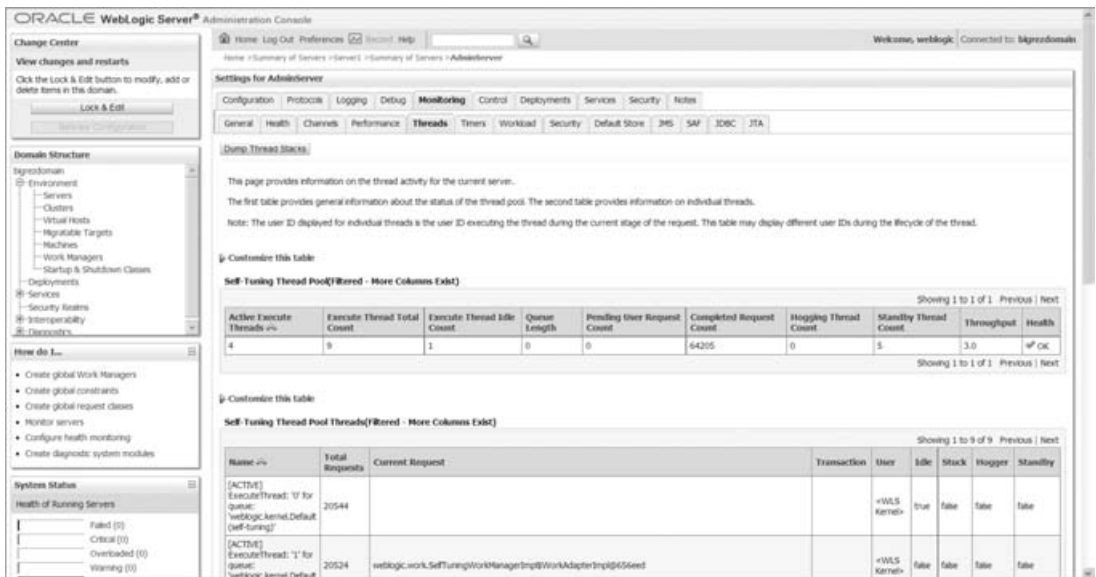 ORACLE WebLogic Server® Administration Console
Change Center
View changes and restarts
Click the Lock & Edit button to modify, add or
delete items in this domain.
Lock & Edit
Release Configuration
Domain Structure
bigrezdomain
Environment
Servers
Clusters
Virtual Hosts
Migratable Targets
Machines
Work Managers
Startup & Shutdown Classes
Deployments
Services
Security Realms
Interoperability
Diagnostics
How do I...
Create global Work Managers
Create global constraints
Create global request classes
Monitor servers
Configure health monitoring
Create diagnostic system modules
System Status
Health of Running Servers
Failed (0)
Critical (0)
Overloaded (0)
Warning (0)
Home Log Out Preferences Record Help
Welcome, weblogic Connected to: bigrezdomain
Home >Summary of Servers >Server1 >Summary of Servers >AdminServer
Settings for AdminServer
Configuration Protocols Logging Debug Monitoring Control Deployments Services Security Notes
General Health Channels Performance Threads Timers Workload Security Default Store JMS SAF JDBC JTA
Dump Thread Stacks
This page provides information on the thread activity for the current server.
The first table provides general information about the status of the thread pool. The second table provides information on individual threads.
Note: The user ID displayed for individual threads is the user ID executing the thread during the current stage of the request. This table may display different user IDs during the lifecycle of the thread.
Customize this table
Self-Tuning Thread Pool(Filtered - More Columns Exist)
Showing 1 to 1 of 1 Previous | Next
Active Execute Threads Execute Thread Total Count Execute Thread Idle Count Queue Length Pending User Request Count Completed Request Count Hogging Thread Count Standby Thread Count Throughput Health
4 9 1 0 0 64205 0 5 3.0 OK
Showing 1 to 1 of 1 Previous | Next
Customize this table
Self-Tuning Thread Pool Threads(Filtered - More Columns Exist)
Showing 1 to 9 of 9 Previous | Next
Name Total Requests Current Request Transaction User Idle Stuck Hogger Standby
[ACTIVE] ExecuteThread: '0' for queue: 'weblogic.kernel.Default (self-tuning)' 20544 <WLS Kernel> true false false false
[ACTIVE] ExecuteThread: '1' for queue: 'weblogic.kernel.Default 20524 weblogic.work.SelfTuningWorkManagerImpl$WorkAdapterImpl@656eed <WLS Kernel> false false false false